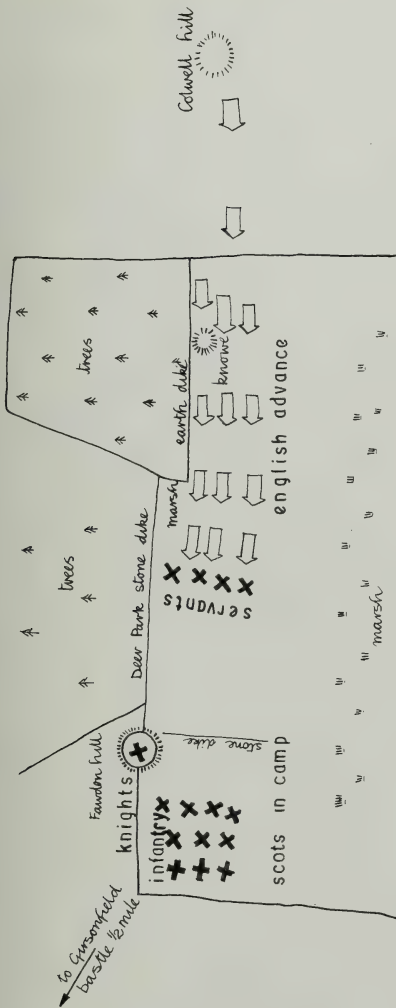 Colwell hill
trees
earth dike
knowe
english advance
marsh
trees
Deer Park stone dike
servants
marsh
Fawdon hill
knights
stone dike
infantry
scots in camp
to Girsonfield
bastle ½ mile